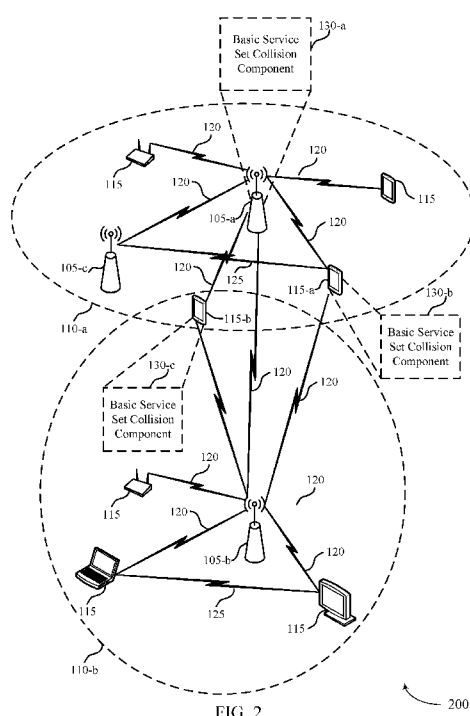 130-a
Basic Service
Set Collision
Component
120
120
115
120
120
115
105-a
105-c
120
125
115-a
130-b
110-a
115-b
Basic Service
Set Collision
Component
130-c
Basic Service
Set Collision
Component
120
120
120
115
120
120
105-b
120
115
125
115
110-b
200
FIG. 2